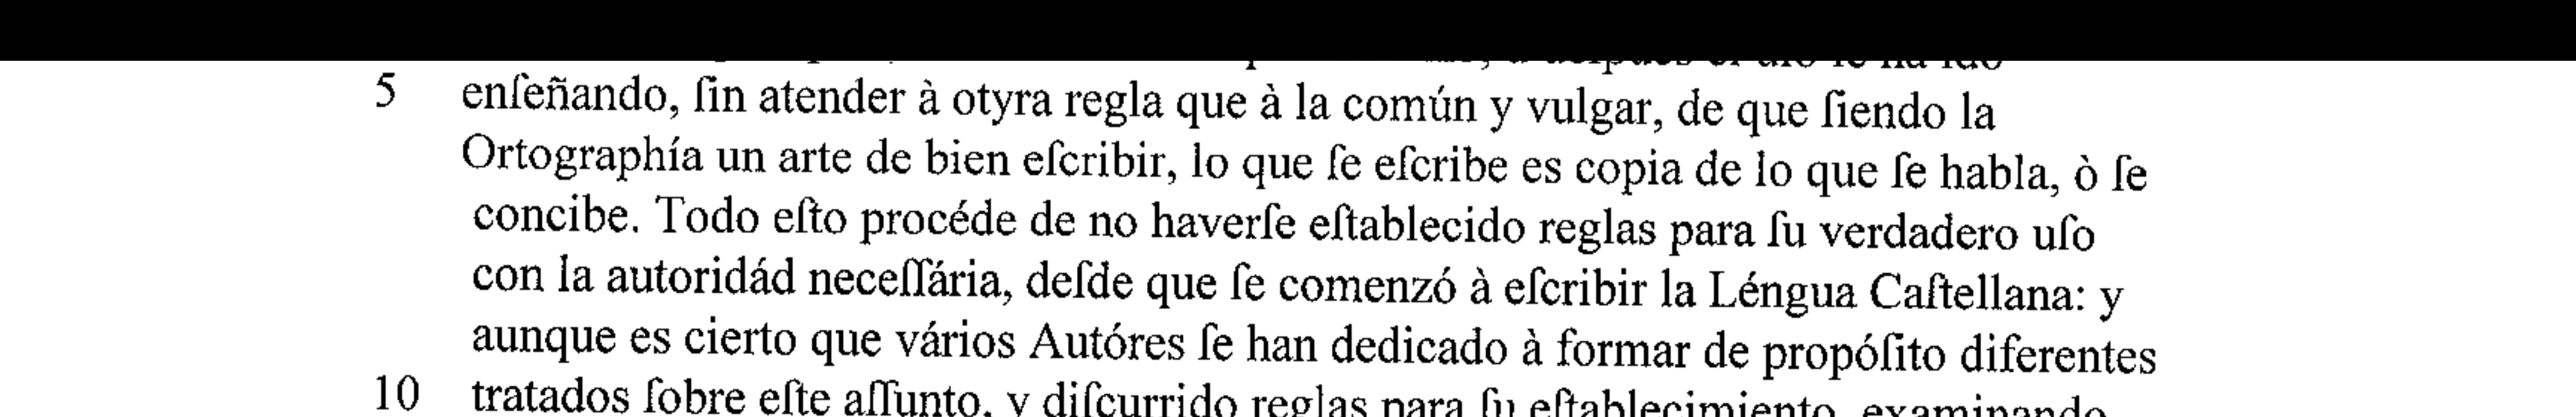 5 enſeñando, ſin atender à otyra regla que à la común y vulgar, de que ſiendo la
Ortographía un arte de bien eſcribir, lo que ſe eſcribe es copia de lo que ſe habla, ò ſe
concibe. Todo eſto procéde de no haverſe eſtablecido reglas para ſu verdadero uſo
con la autoridád neceſſária, deſde que ſe comenzó à eſcribir la Léngua Caſtellana: y
aunque es cierto que vários Autóres ſe han dedicado à formar de propóſito diferentes
10 tratados ſobre eſte aſſunto, y diſcurrido reglas para ſu eſtablecimiento, examinando